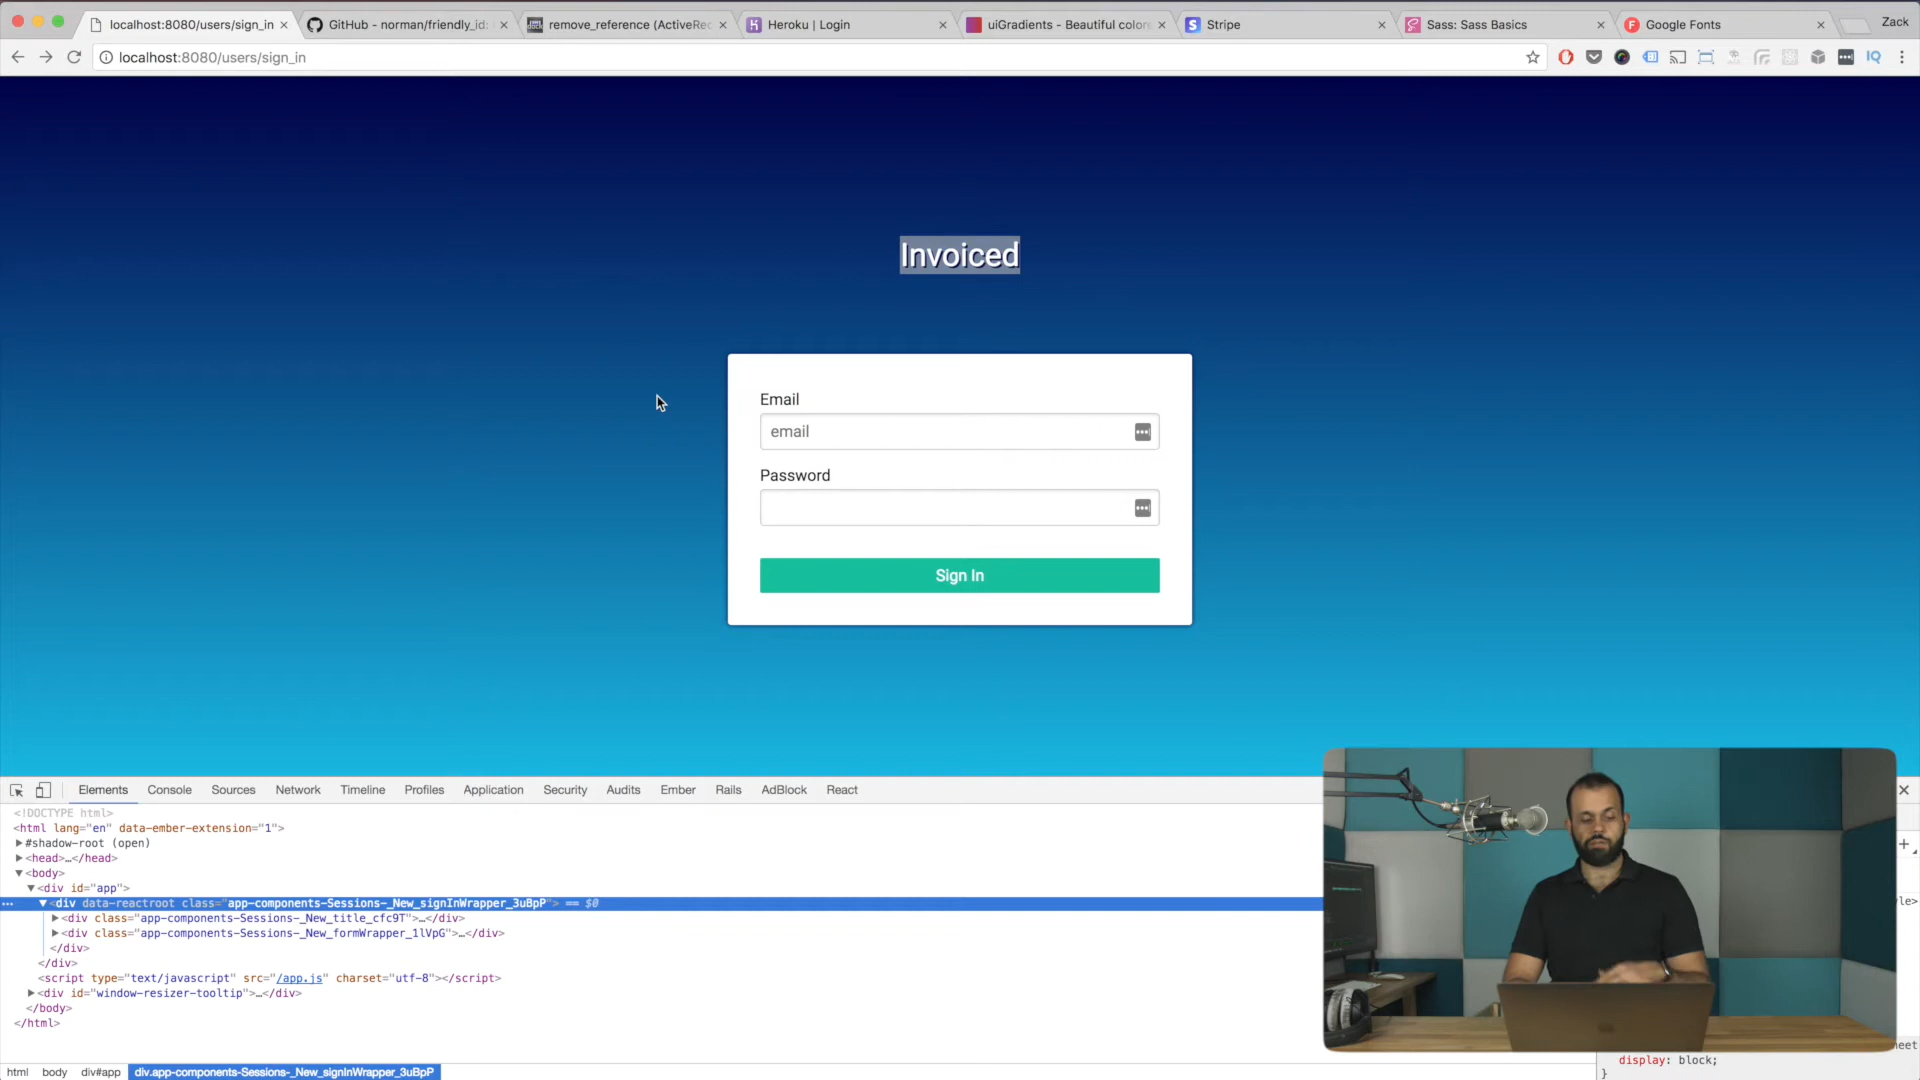 localhost:8080/users/sign_in
GitHub - norman/friendly_id:
remove_reference (ActiveRec
Heroku | Login
uiGradients - Beautiful colore
Stripe
Sass: Sass Basics
Google Fonts
Zack
localhost:8080/users/sign_in
Invoiced
Email
email
Password
Sign In
Elements Console Sources Network Timeline Profiles Application Security Audits Ember Rails AdBlock React
<!DOCTYPE html>
<html lang="en" data-ember-extension="1">
#shadow-root (open)
<head>…</head>
<body>
<div id="app">
<div data-reactroot class="app-components-Sessions-_New_signInWrapper_3uBpP"> == $0
<div class="app-components-Sessions-_New_title_cfc9T">…</div>
<div class="app-components-Sessions-_New_formWrapper_1lVpG">…</div>
</div>
</div>
<script type="text/javascript" src="/app.js" charset="utf-8"></script>
<div id="window-resizer-tooltip">…</div>
</body>
</html>
display: block;
}
html body div#app div.app-components-Sessions-_New_signInWrapper_3uBpP